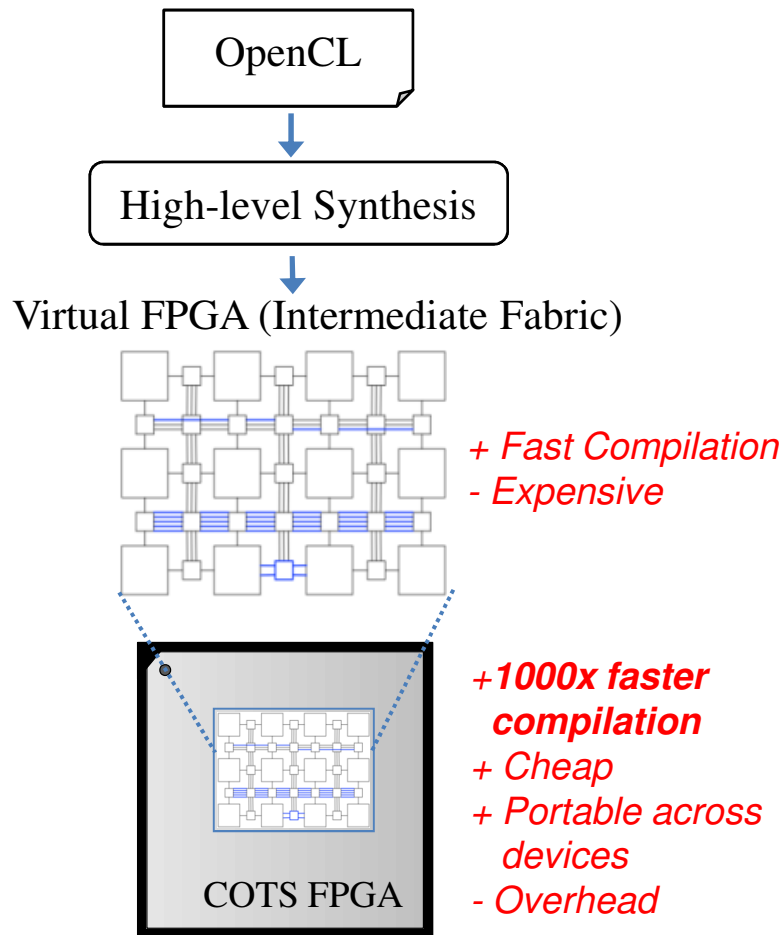 OpenCL
High-level Synthesis
Virtual FPGA (Intermediate Fabric)
+ Fast Compilation
- Expensive
+1000x faster
compilation
+ Cheap
+ Portable across
devices
- Overhead
COTS FPGA